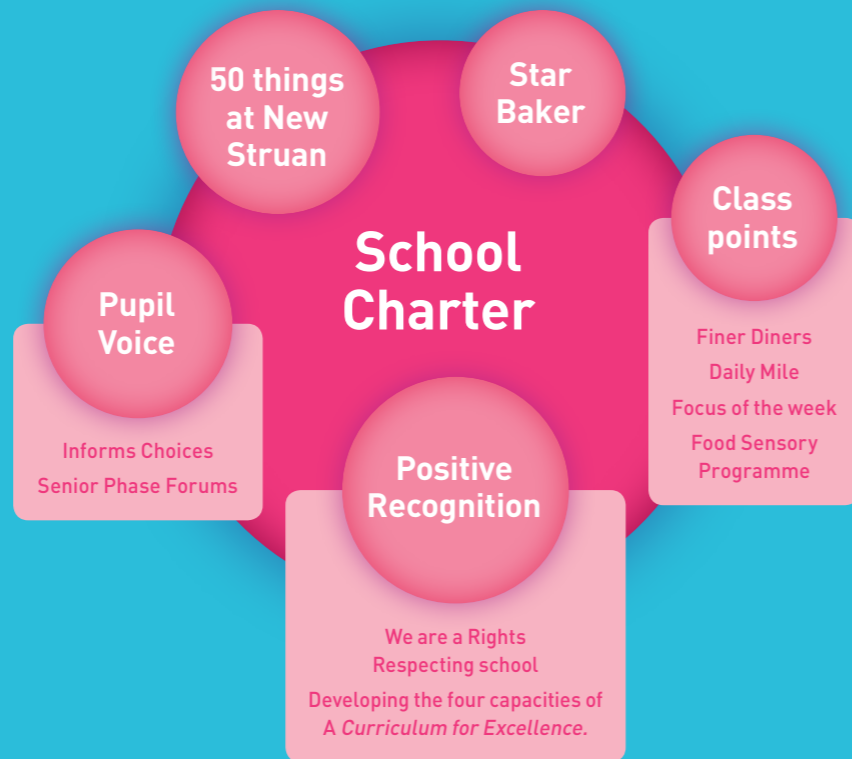 50 things
at New
Struan
Star
Baker
Class
points
Finer Diners
Daily Mile
Focus of the week
Food Sensory
Programme
School
Charter
Pupil
Voice
Informs Choices
Senior Phase Forums
Positive
Recognition
We are a Rights
Respecting school
Developing the four capacities of
A Curriculum for Excellence.